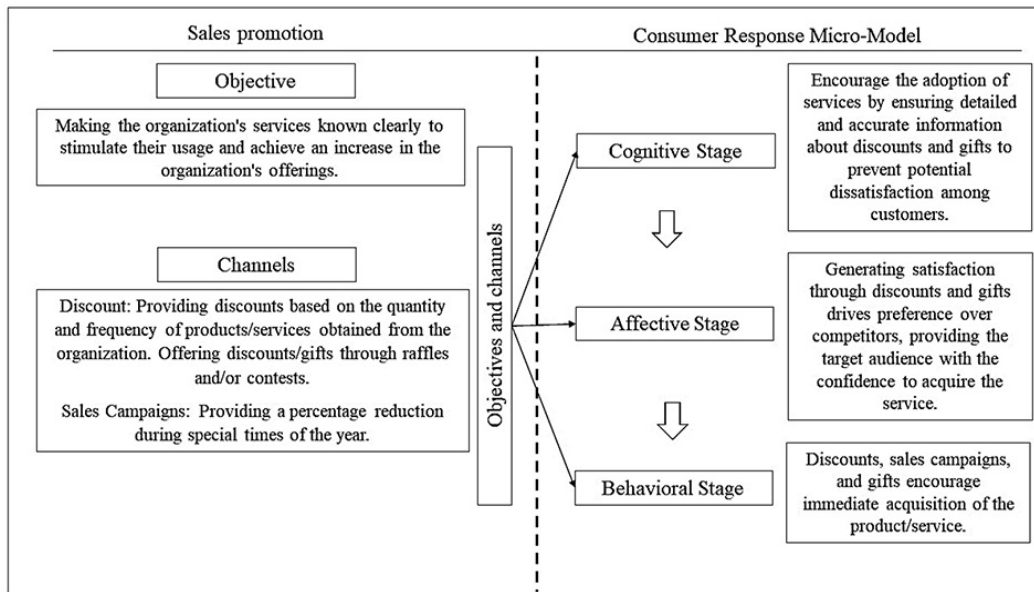 Sales promotion
Objective
Making the organization's services known clearly to
stimulate their usage and achieve an increase in the
organization's offerings.
Channels
Discount: Providing discounts based on the quantity
and frequency of products/services obtained from the
organization. Offering discounts/gifts through raffles
and/or contests.
Sales Campaigns: Providing a percentage reduction
during special times of the year.
Objectives and channels
Consumer Response Micro-Model
Cognitive Stage
Encourage the adoption of
services by ensuring detailed
and accurate information
about discounts and gifts to
prevent potential
dissatisfaction among
customers.
Affective Stage
Generating satisfaction
through discounts and gifts
drives preference over
competitors, providing the
target audience with the
confidence to acquire the
service.
Behavioral Stage
Discounts, sales campaigns,
and gifts encourage
immediate acquisition of the
product/service.